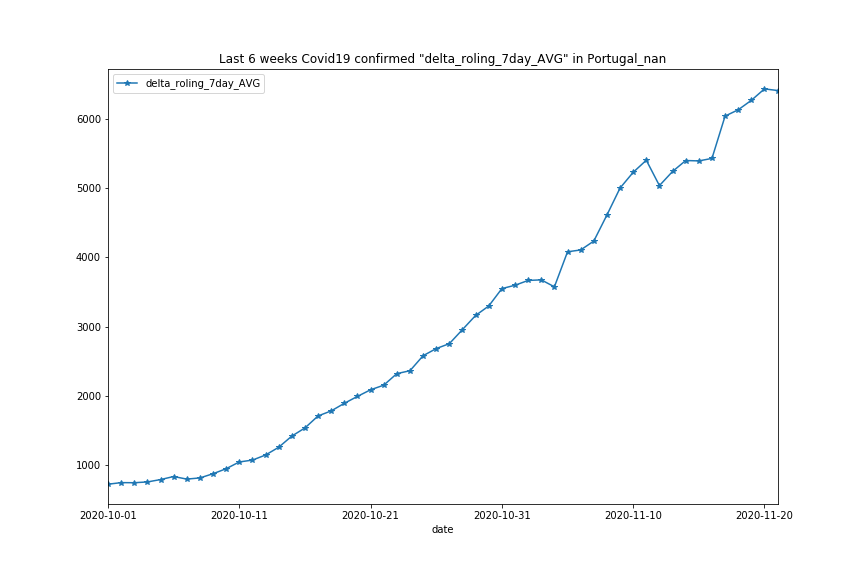 Last 6 weeks Covid19 confirmed "delta_roling_7day_AVG" in Portugal_nan
delta_roling_7day_AVG
6000
5000
4000
3000
2000
1000
2020-10-01 2020-10-11 2020-10-21 2020-10-31 2020-11-10 2020-11-20
date